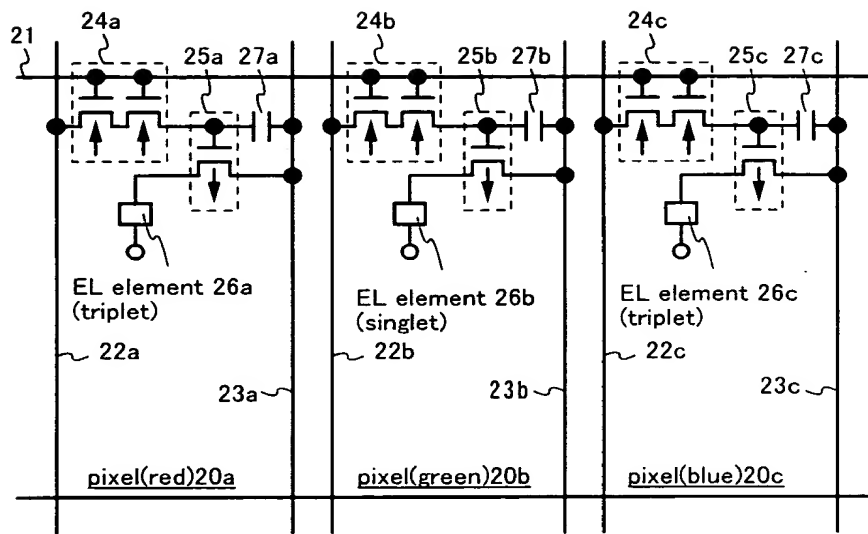 24a
24b
24c
21
25a
27a
25b
27b
25c
27c
EL element 26a
(triplet)
EL element 26b
(singlet)
EL element 26c
(triplet)
22a
22b
22c
23a
23b
23c
pixel(red)20a
pixel(green)20b
pixel(blue)20c